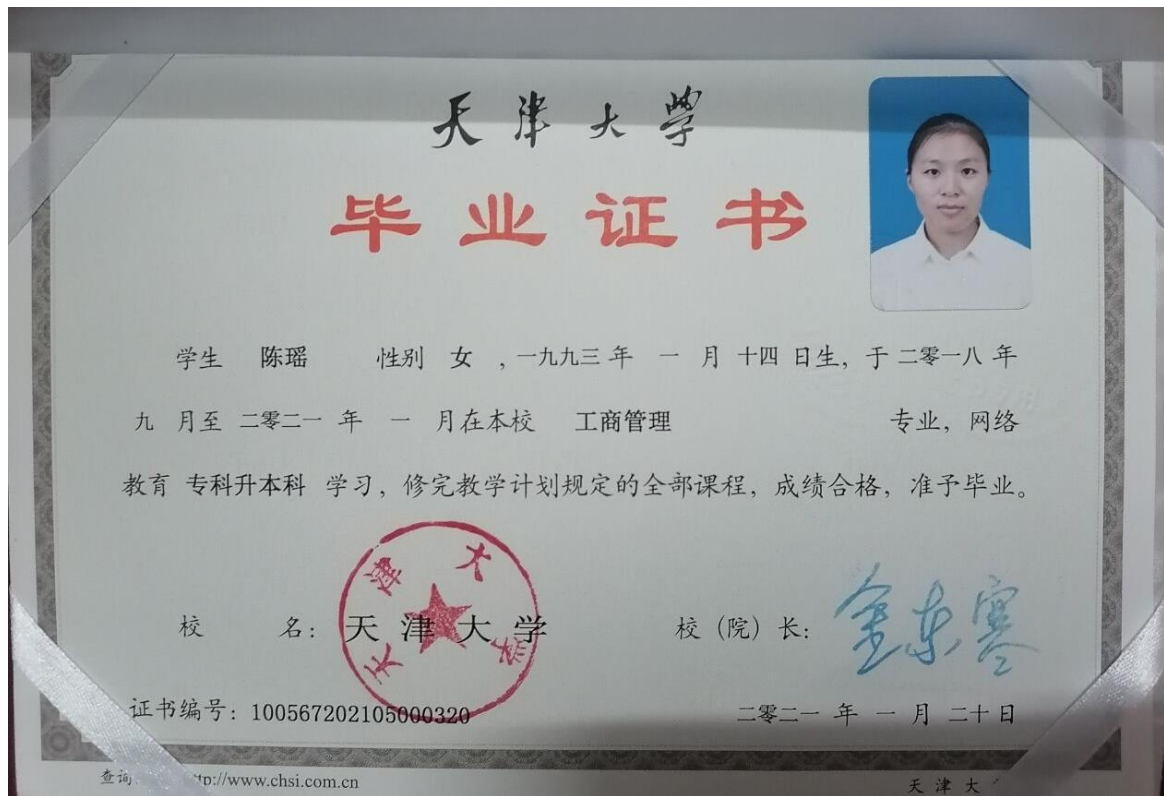 天津大学
毕业证书
学生 陈瑶 性别 女 ,一九九三 年 一 月 十四 日生，于 二零一八 年
九 月至 二零二一 年 一 月在本校 工商管理 专业，网络
教育 专科升本科 学习，修完教学计划规定的全部课程，成绩合格，准予毕业。
天津大学
校 名：天津大学 校（院）长：金东寒
证书编号：100567202105000320 二零二一 年 一 月 二十 日
查询 tp://www.chsi.com.cn 天津大